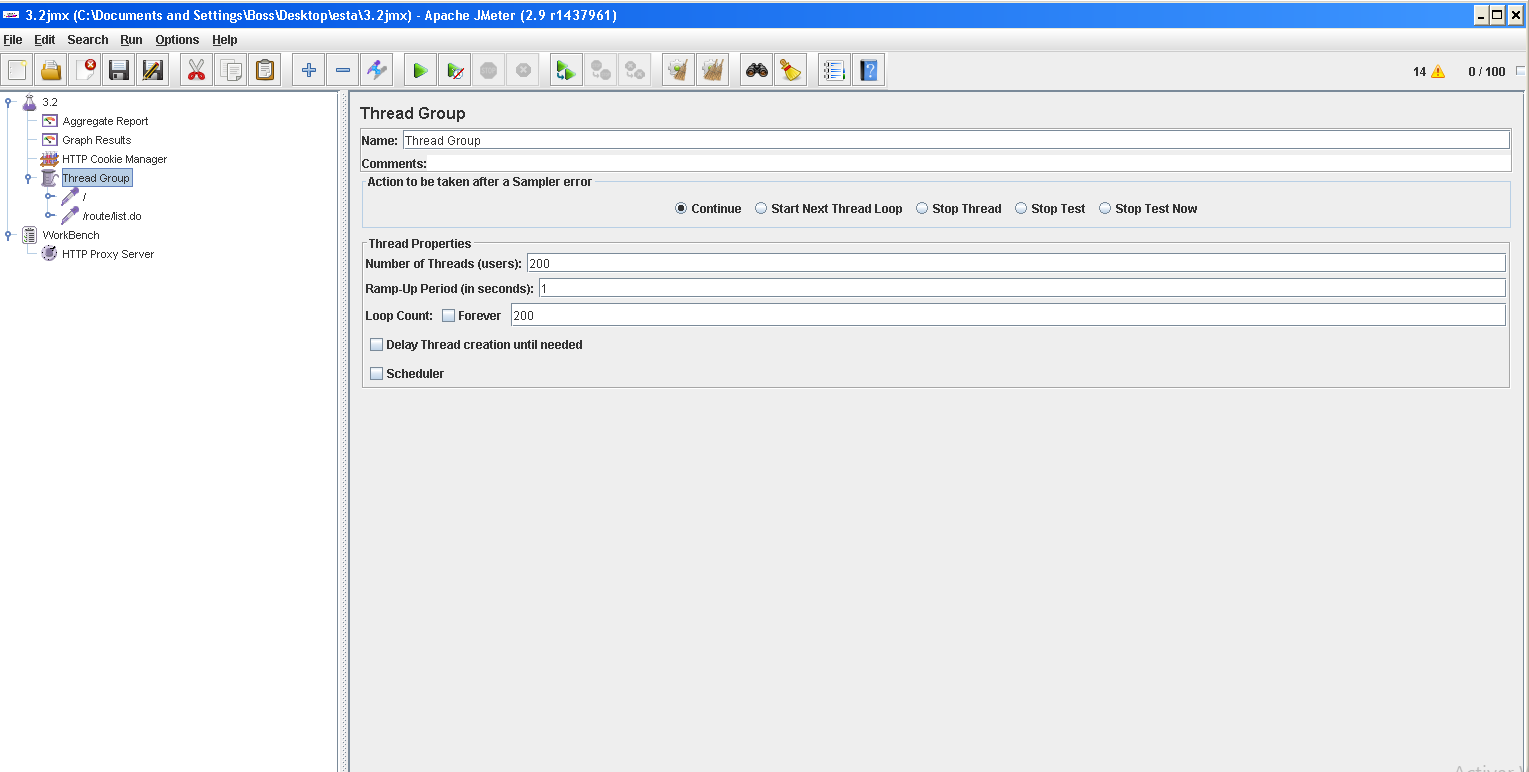 3.2jmx (C:\Documents and Settings\Boss\Desktop\esta\3.2jmx) - Apache JMeter (2.9 r1437961)
File Edit Search Run Options Help
14 0 / 100
3.2
Aggregate Report
Graph Results
HTTP Cookie Manager
Thread Group
/
/route/list.do
WorkBench
HTTP Proxy Server
Thread Group
Name: Thread Group
Comments:
Action to be taken after a Sampler error
Continue Start Next Thread Loop Stop Thread Stop Test Stop Test Now
Thread Properties
Number of Threads (users): 200
Ramp-Up Period (in seconds): 1
Loop Count: Forever 200
Delay Thread creation until needed
Scheduler